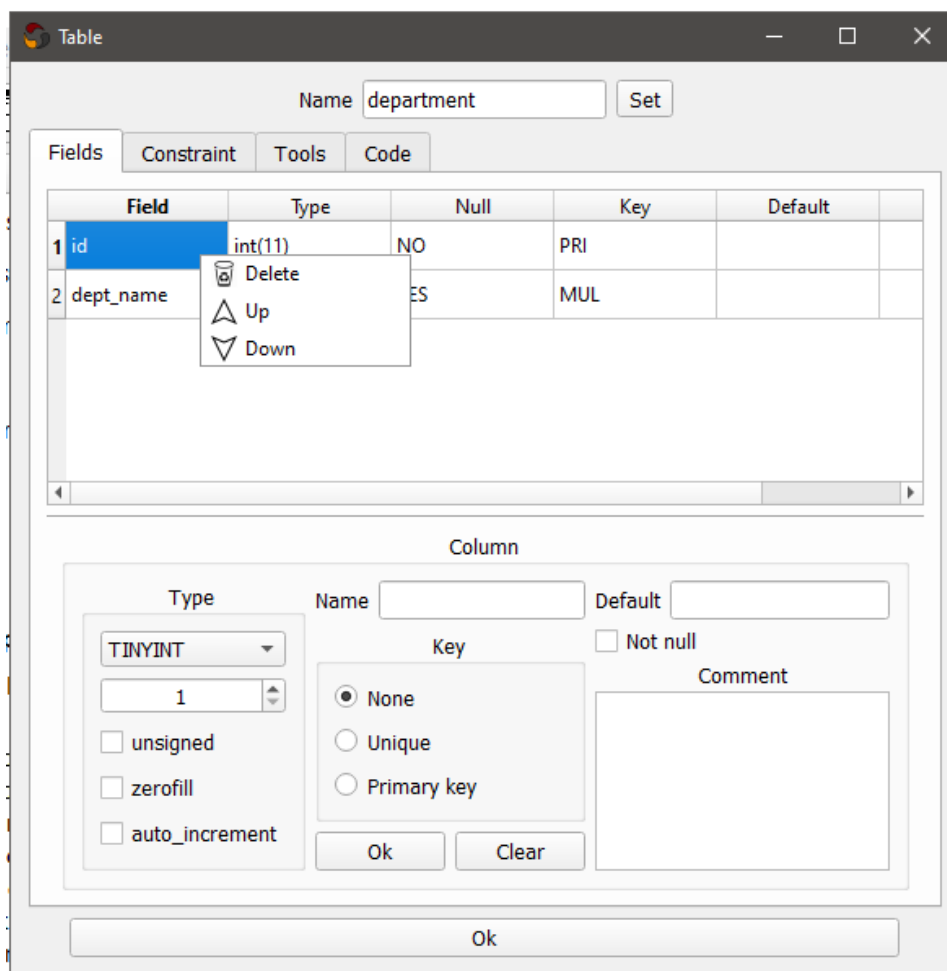 Table
Name department Set
Fields Constraint Tools Code
Field Type Null Key Default
1 id int(11) NO PRI
Delete
2 dept_name ES MUL
Up
Down
Column
Type
TINYINT
1
unsigned
zerofill
auto_increment
Name
Key
None
Unique
Primary key
Ok Clear
Default
Not null
Comment
Ok